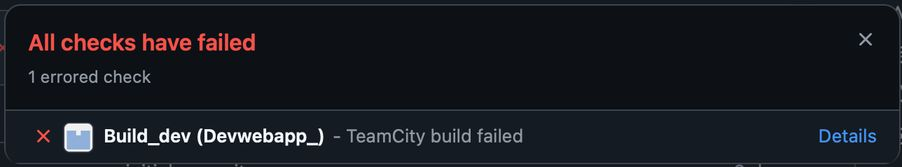 All checks have failed
1 errored check
Build_dev (Devwebapp_) - TeamCity build failed
Details